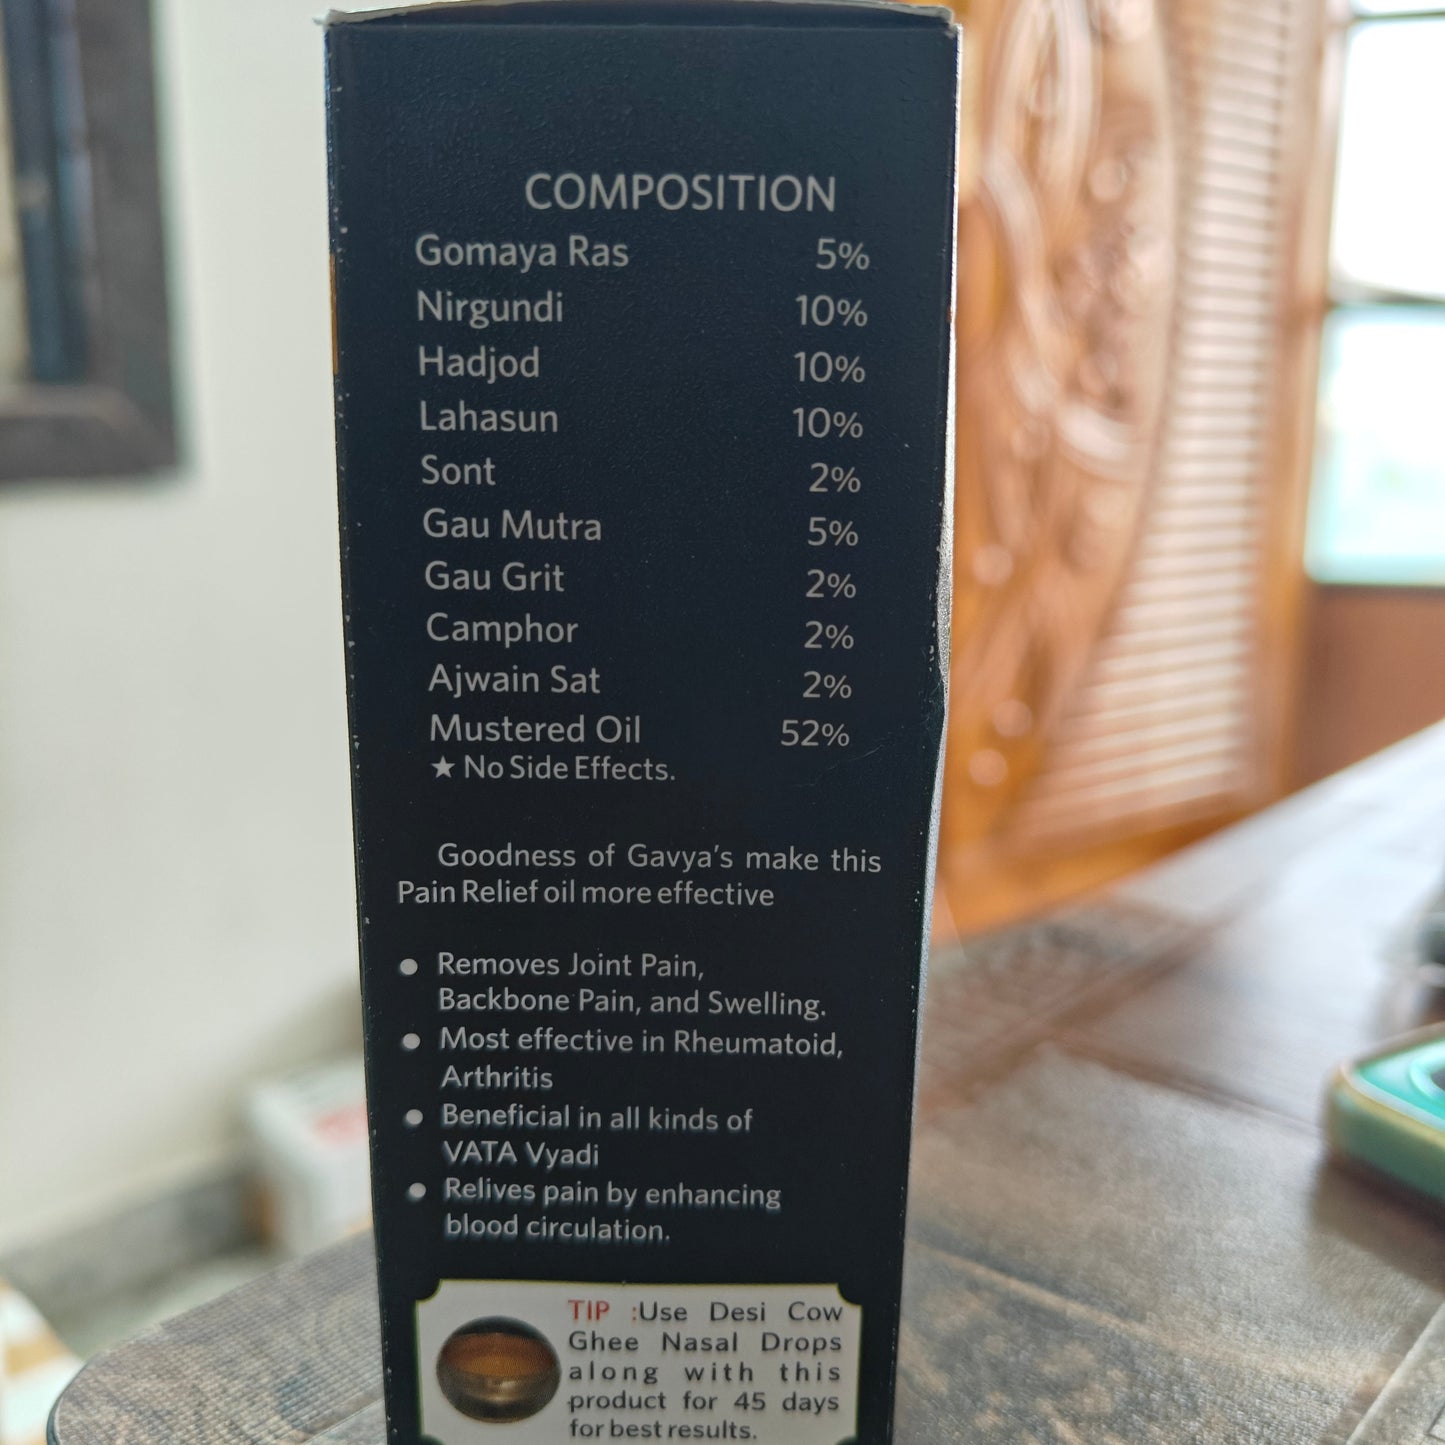 COMPOSITION
Gomaya Ras 5%
Nirgundi 10%
Hadjod 10%
Lahasun 10%
Sont 2%
Gau Mutra 5%
Gau Grit 2%
Camphor 2%
Ajwain Sat 2%
Mustered Oil 52%
★ No Side Effects.
Goodness of Gavya's make this
Pain Relief oil more effective
● Removes Joint Pain,
Backbone Pain, and Swelling.
● Most effective in Rheumatoid,
Arthritis
● Beneficial in all kinds of
VATA Vyadi
● Relives pain by enhancing
blood circulation.
TIP :Use Desi Cow
Ghee Nasal Drops
along with this
product for 45 days
for best results.